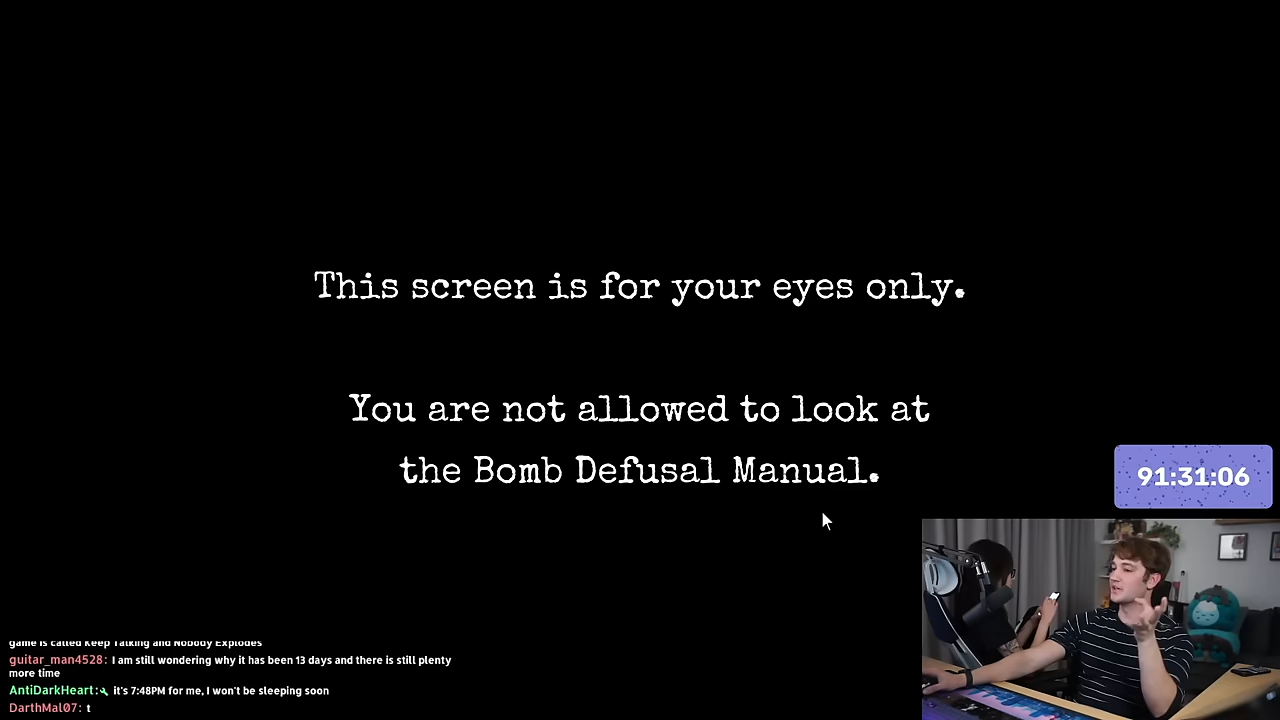 This screen is for your eyes only.
You are not allowed to look at
the Bomb Defusal Manual.
91:31:06
game is called Keep Talking and Nobody Explodes
guitar_man4528: I am still wondering why it has been 13 days and there is still plenty
more time
AntiDarkHeart: it's 7:48PM for me, I won't be sleeping soon
DarthMal07: t